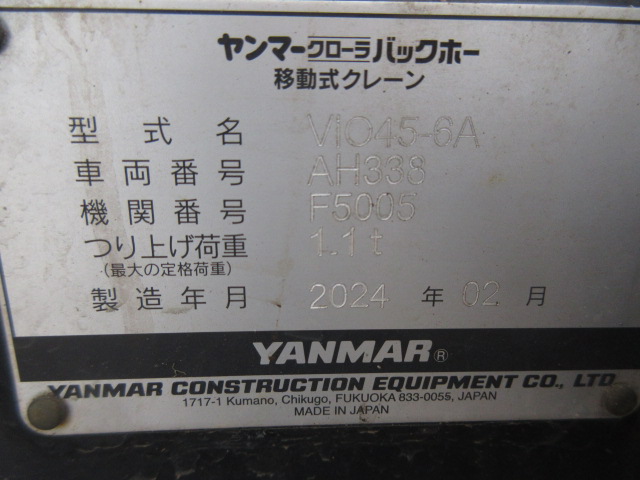 ヤンマークローラバックホー
移動式クレーン
型式名 ViO45-6A
車両番号 AH338
機関番号 F5005
つり上げ荷重 1.1t
(最大の定格荷重)
製造年月 2024 年 02 月
YANMAR®
YANMAR CONSTRUCTION EQUIPMENT CO., LTD
1717-1 Kumano, Chikugo, FUKUOKA 833-0055, JAPAN
MADE IN JAPAN